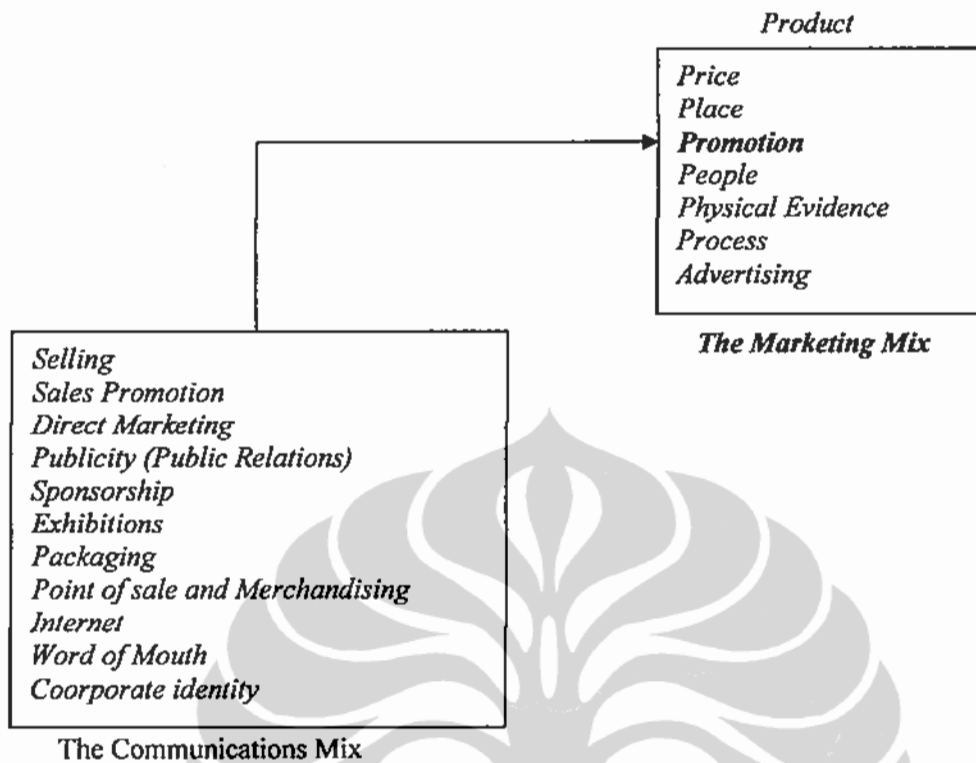 Product
Price
Place
Promotion
People
Physical Evidence
Process
Advertising
The Marketing Mix
Selling
Sales Promotion
Direct Marketing
Publicity (Public Relations)
Sponsorship
Exhibitions
Packaging
Point of sale and Merchandising
Internet
Word of Mouth
Coorporate identity
The Communications Mix